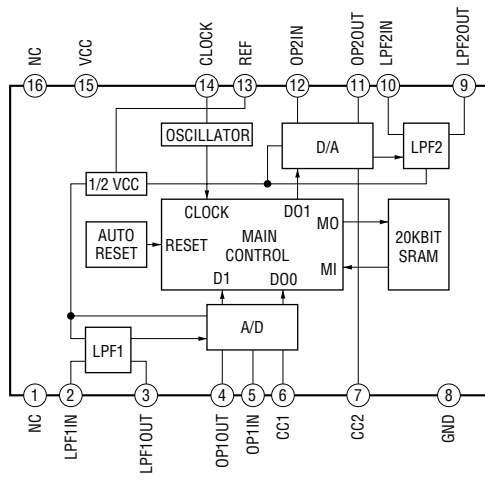 NC
VCC
CLOCK
REF
OP2IN
OP2OUT
LPF2IN
LPF2OUT
16
15
14
13
12
11
10
9
OSCILLATOR
D/A
LPF2
1/2 VCC
CLOCK
DO1
MO
AUTO
RESET
RESET
MAIN
CONTROL
20KBIT
SRAM
MI
D1
DO0
A/D
LPF1
1
2
3
4
5
6
7
8
NC
LPF1IN
LPF1OUT
OP1OUT
OP1IN
CC1
CC2
GND